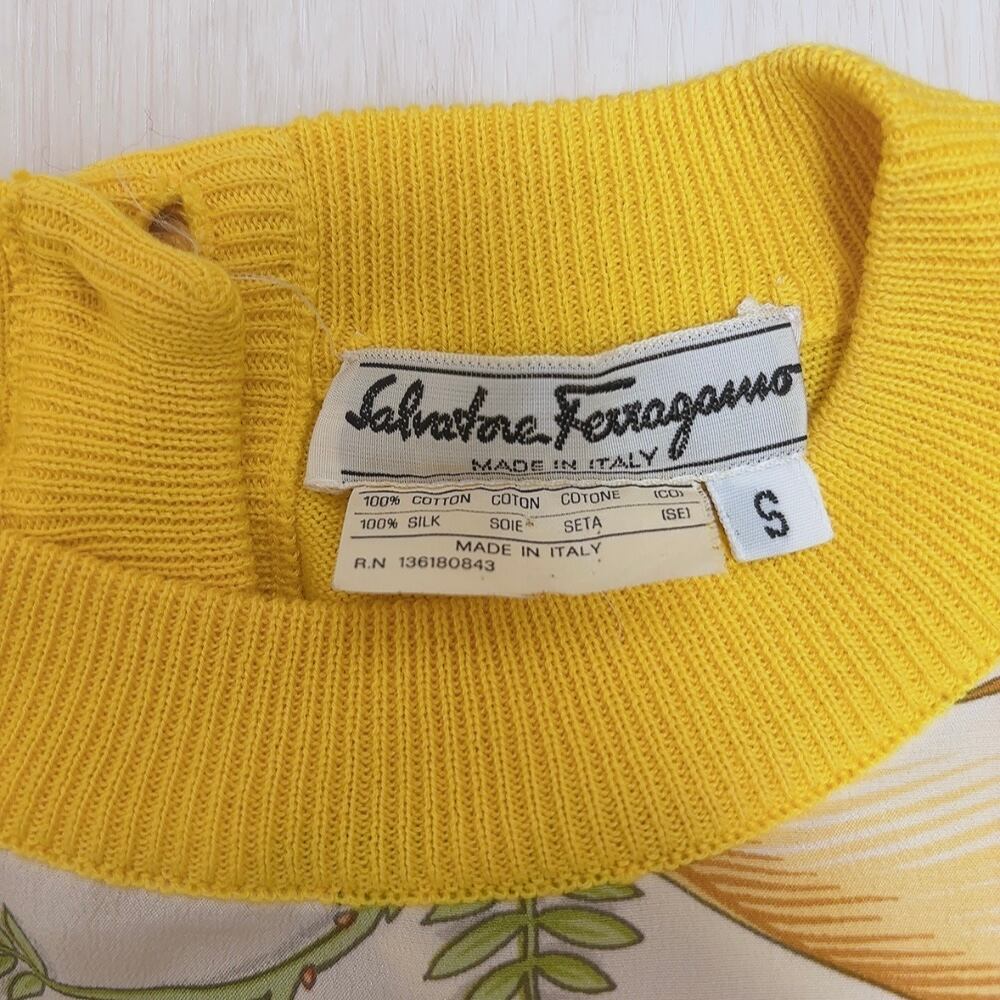 Salvatore Ferragamo
MADE IN ITALY
100% COTTON COTON COTONE (CO)
100% SILK SOIE SETA (SE)
MADE IN ITALY
R.N 136180843
S